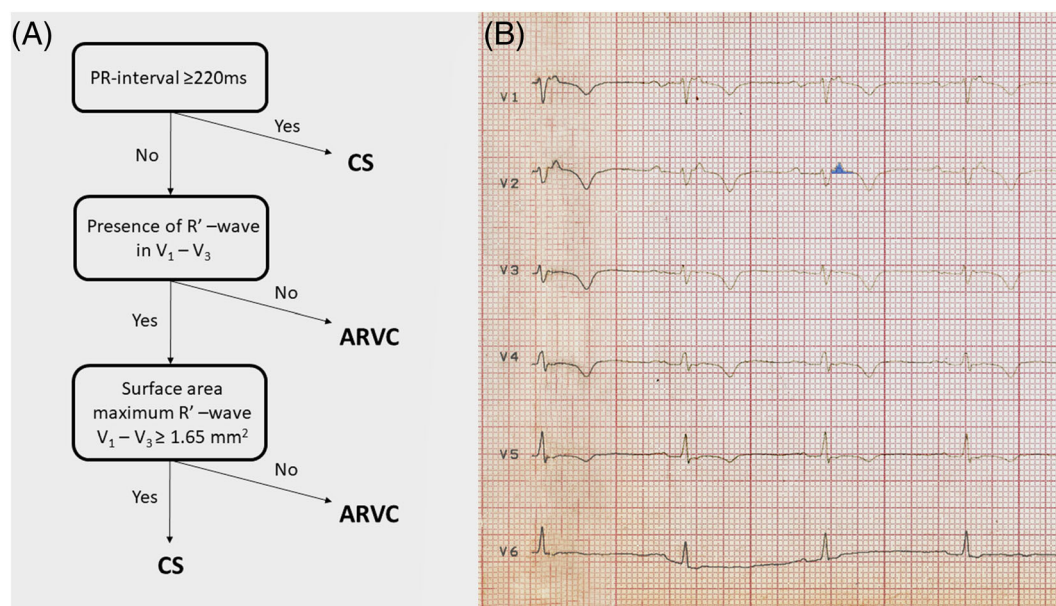 (A)
PR-interval ≥220ms
Yes
No
CS
Presence of R’ –wave
in V₁ – V₃
No
Yes
ARVC
Surface area
maximum R’ –wave
V₁ – V₃ ≥ 1.65 mm²
No
Yes
ARVC
CS
(B)
V1
V2
V3
V4
V5
V6